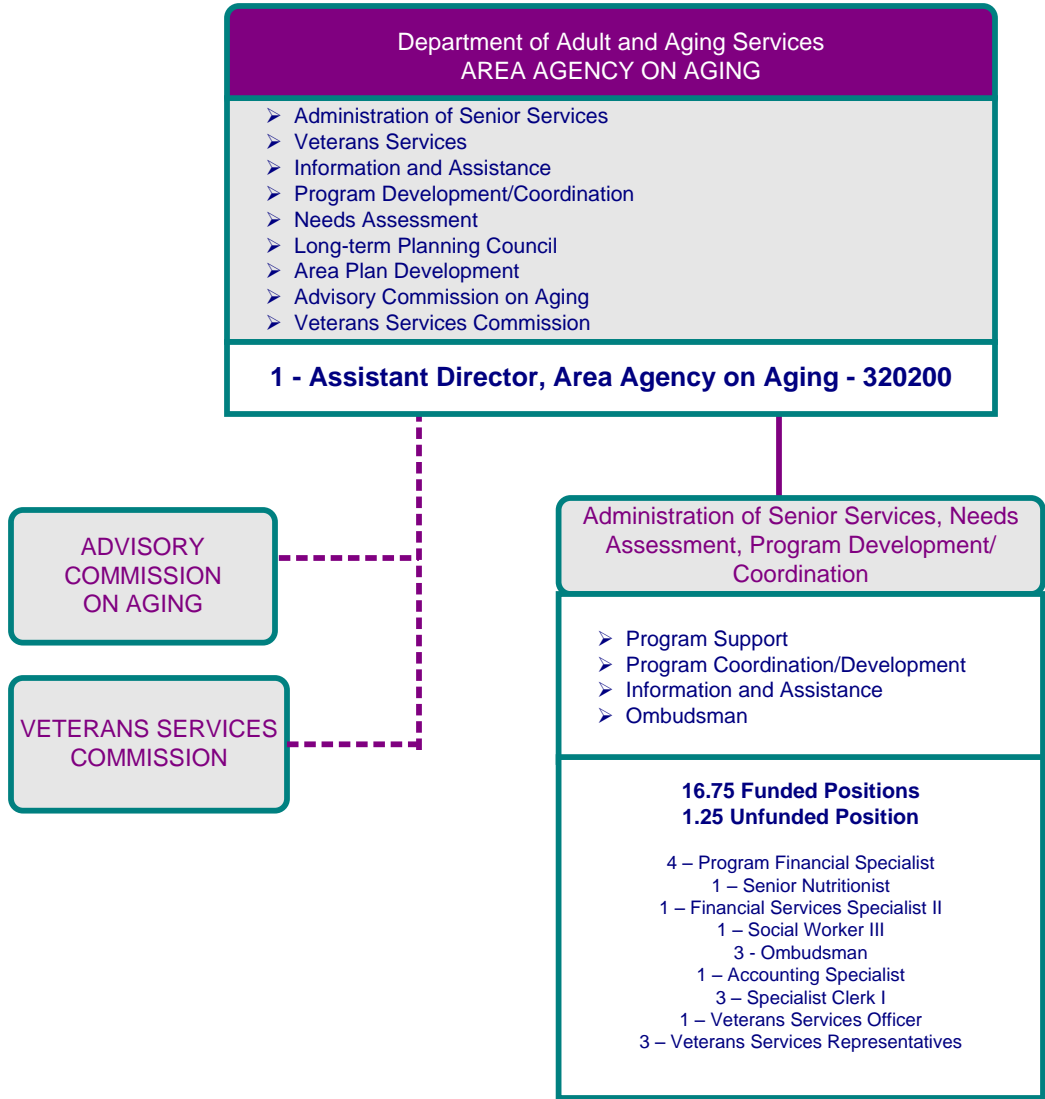 Department of Adult and Aging Services
AREA AGENCY ON AGING
➢ Administration of Senior Services
➢ Veterans Services
➢ Information and Assistance
➢ Program Development/Coordination
➢ Needs Assessment
➢ Long-term Planning Council
➢ Area Plan Development
➢ Advisory Commission on Aging
➢ Veterans Services Commission
1 - Assistant Director, Area Agency on Aging - 320200
ADVISORY
COMMISSION
ON AGING
VETERANS SERVICES
COMMISSION
Administration of Senior Services, Needs
Assessment, Program Development/
Coordination
➢ Program Support
➢ Program Coordination/Development
➢ Information and Assistance
➢ Ombudsman
16.75 Funded Positions
1.25 Unfunded Position
4 – Program Financial Specialist
1 – Senior Nutritionist
1 – Financial Services Specialist II
1 – Social Worker III
3 - Ombudsman
1 – Accounting Specialist
3 – Specialist Clerk I
1 – Veterans Services Officer
3 – Veterans Services Representatives